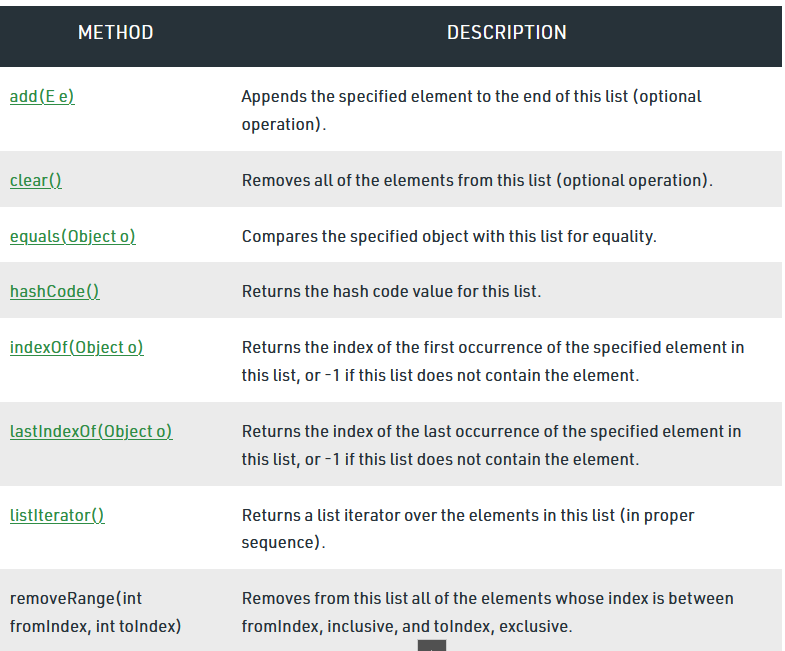 METHOD DESCRIPTION
add(E e) Appends the specified element to the end of this list (optional
operation).
clear() Removes all of the elements from this list (optional operation).
equals(Object o) Compares the specified object with this list for equality.
hashCode() Returns the hash code value for this list.
indexOf(Object o) Returns the index of the first occurrence of the specified element in
this list, or -1 if this list does not contain the element.
lastIndexOf(Object o) Returns the index of the last occurrence of the specified element in
this list, or -1 if this list does not contain the element.
listIterator() Returns a list iterator over the elements in this list (in proper
sequence).
removeRange(int Removes from this list all of the elements whose index is between
fromIndex, int toIndex) fromIndex, inclusive, and toIndex, exclusive.